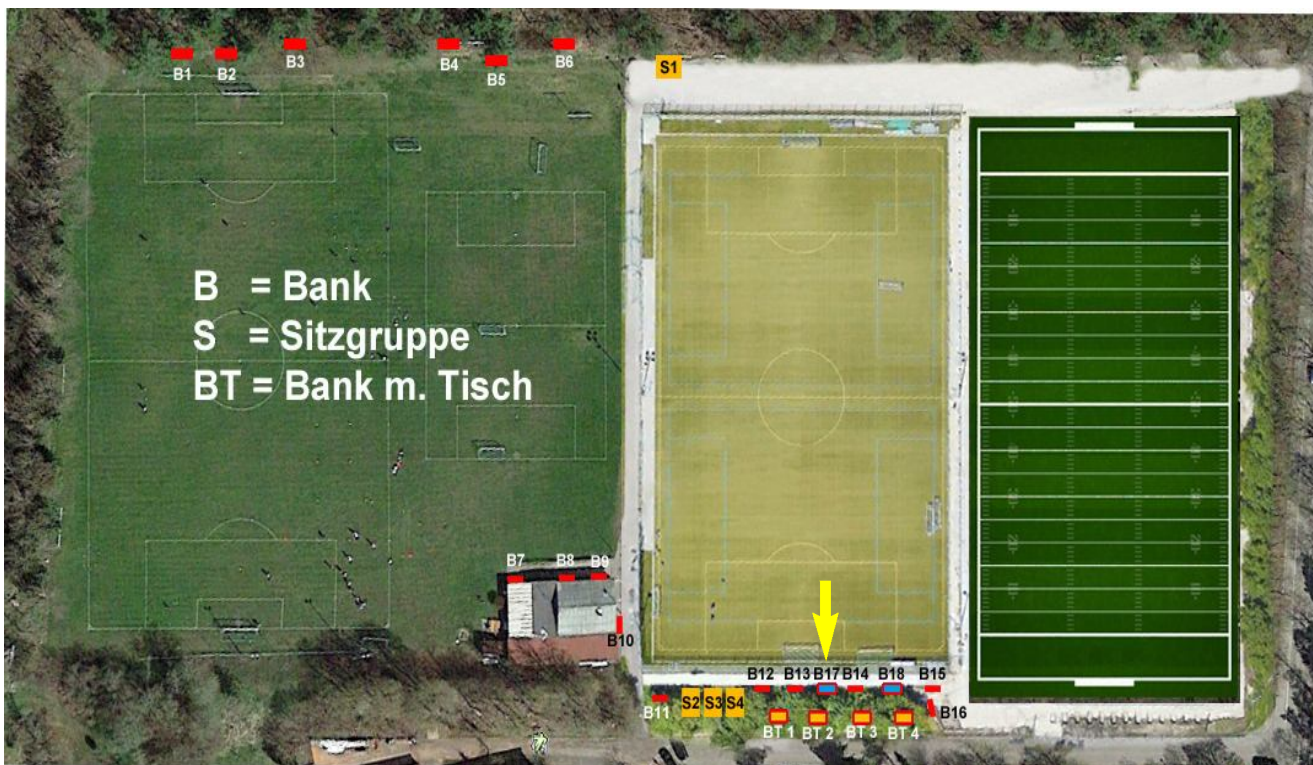 B1 B2 B3 B4 B5 B6 S1
B = Bank
S = Sitzgruppe
BT = Bank m. Tisch
B7 B8 B9
B10
B12 B13 B17 B14 B18 B15
B11 S2 S3 S4 B16
BT 1 BT 2 BT 3 BT 4